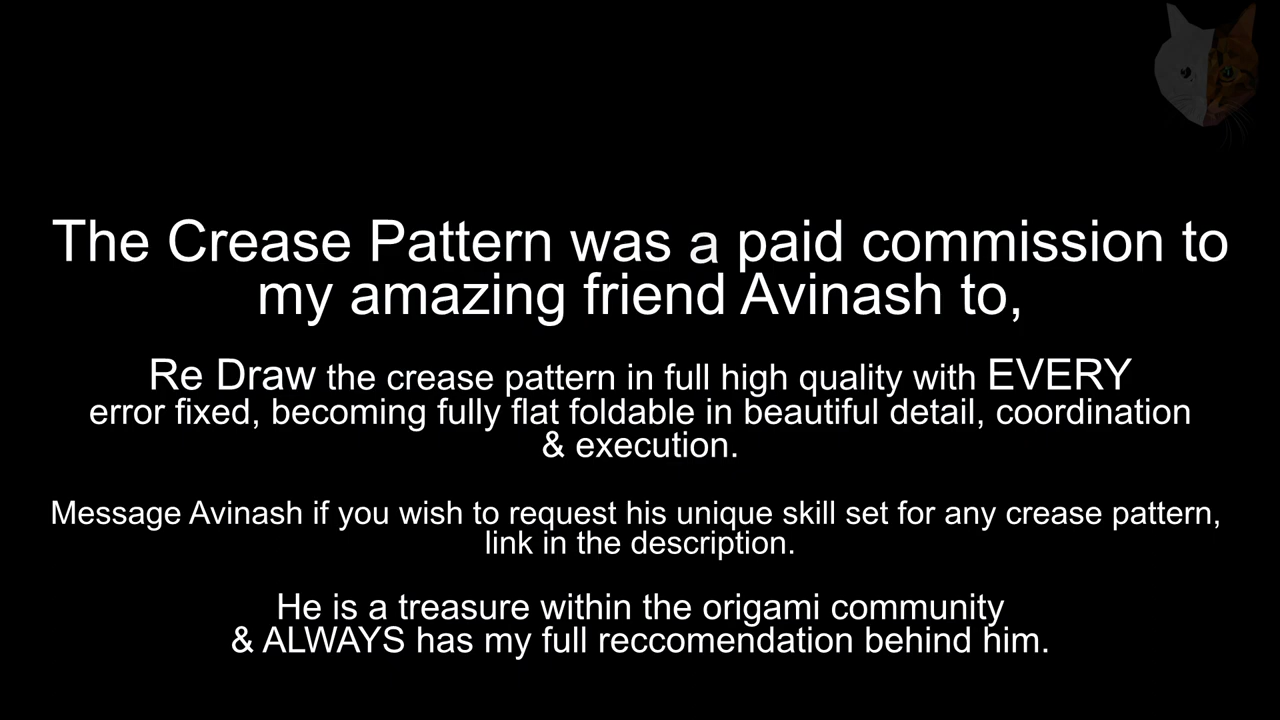 The Crease Pattern was a paid commission to
my amazing friend Avinash to,
Re Draw the crease pattern in full high quality with EVERY
error fixed, becoming fully flat foldable in beautiful detail, coordination
& execution.
Message Avinash if you wish to request his unique skill set for any crease pattern,
link in the description.
He is a treasure within the origami community
& ALWAYS has my full reccomendation behind him.